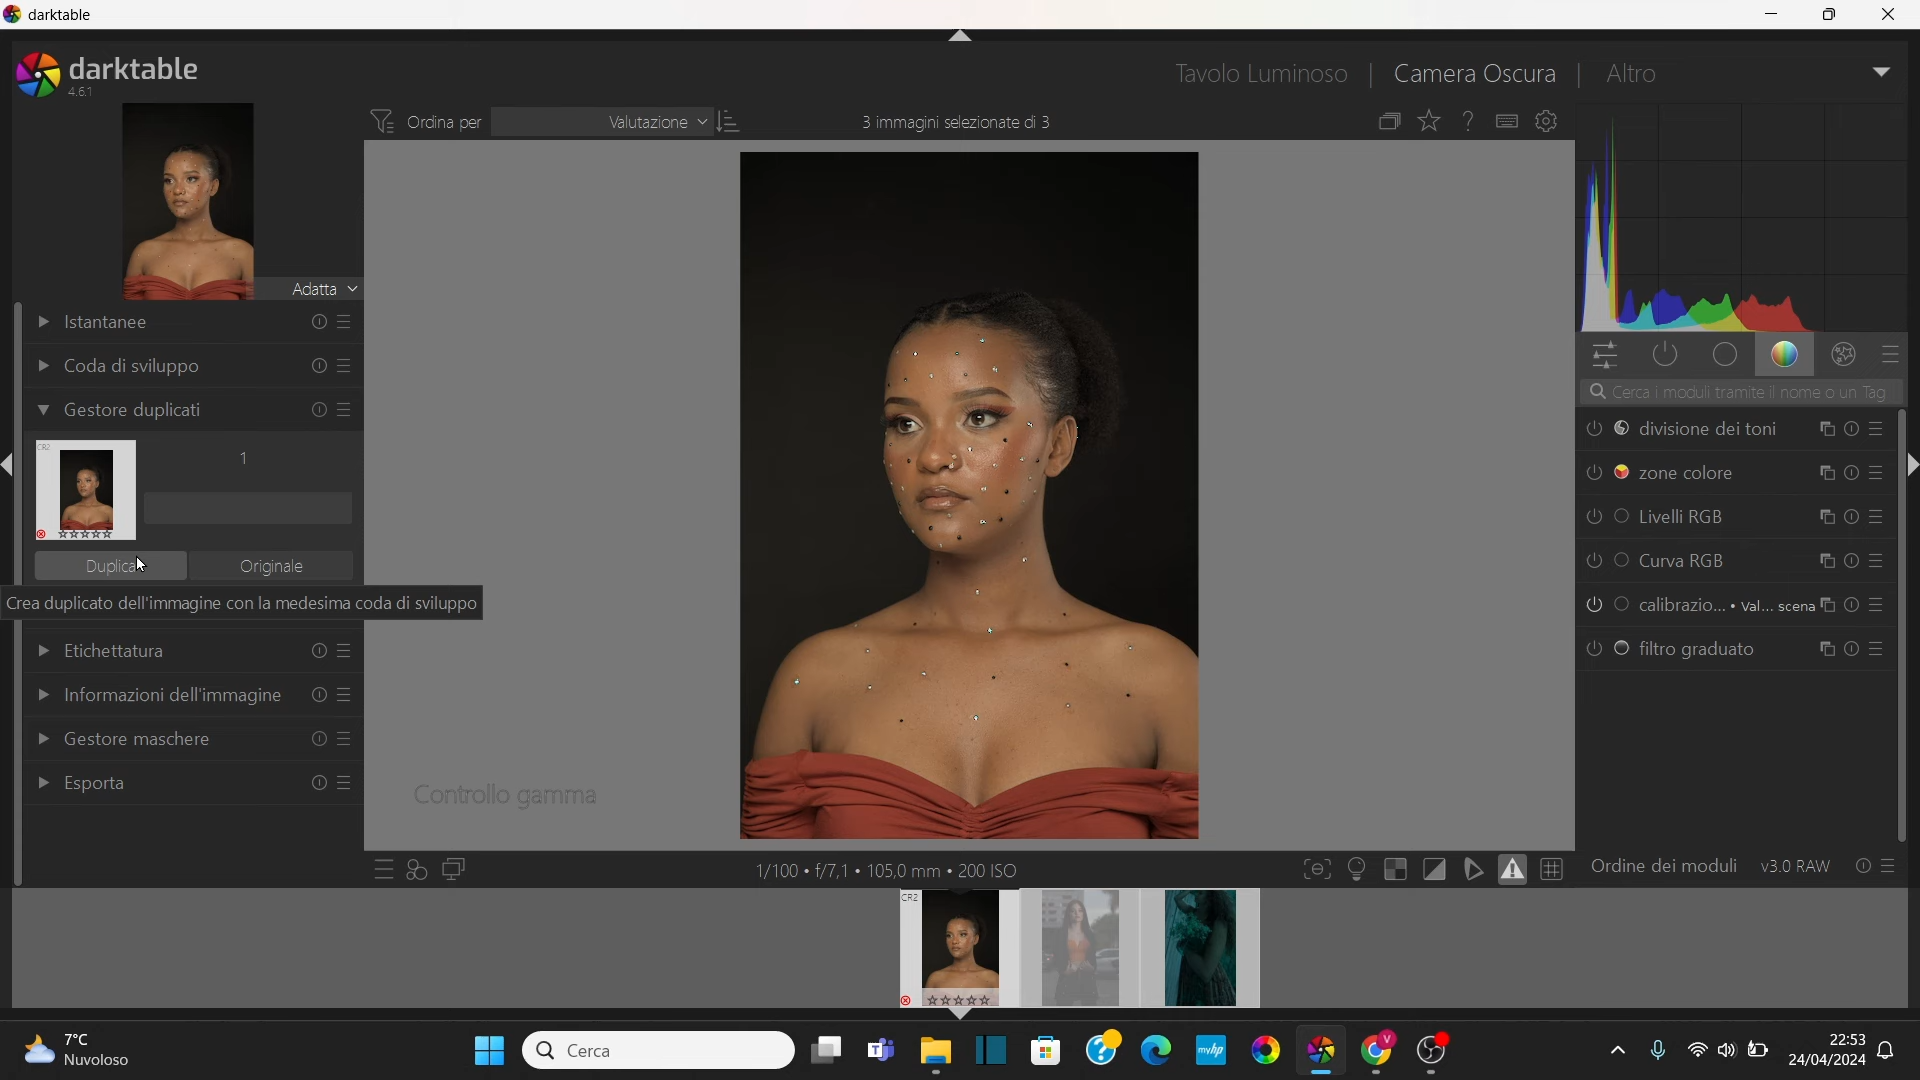 darktable
darktable
4.6.1
Tavolo Luminoso | Camera Oscura | Altro
Ordina per Valutazione
3 immagini selezionate di 3
Adatta
Istantanee
Coda di sviluppo
Gestore duplicati
CR2
1
Duplica
Originale
Crea duplicato dell'immagine con la medesima coda di sviluppo
Etichettatura
Informazioni dell'immagine
Gestore maschere
Esporta
Controllo gamma
1/100 • f/7,1 • 105,0 mm • 200 ISO
Cerca i moduli tramite il nome o un Tag
divisione dei toni
zone colore
Livelli RGB
Curva RGB
calibrazio... • Val... scena
filtro graduato
Ordine dei moduli v3.0 RAW
CR2
7°C
Nuvoloso
Cerca
myhp
V
22:53
24/04/2024